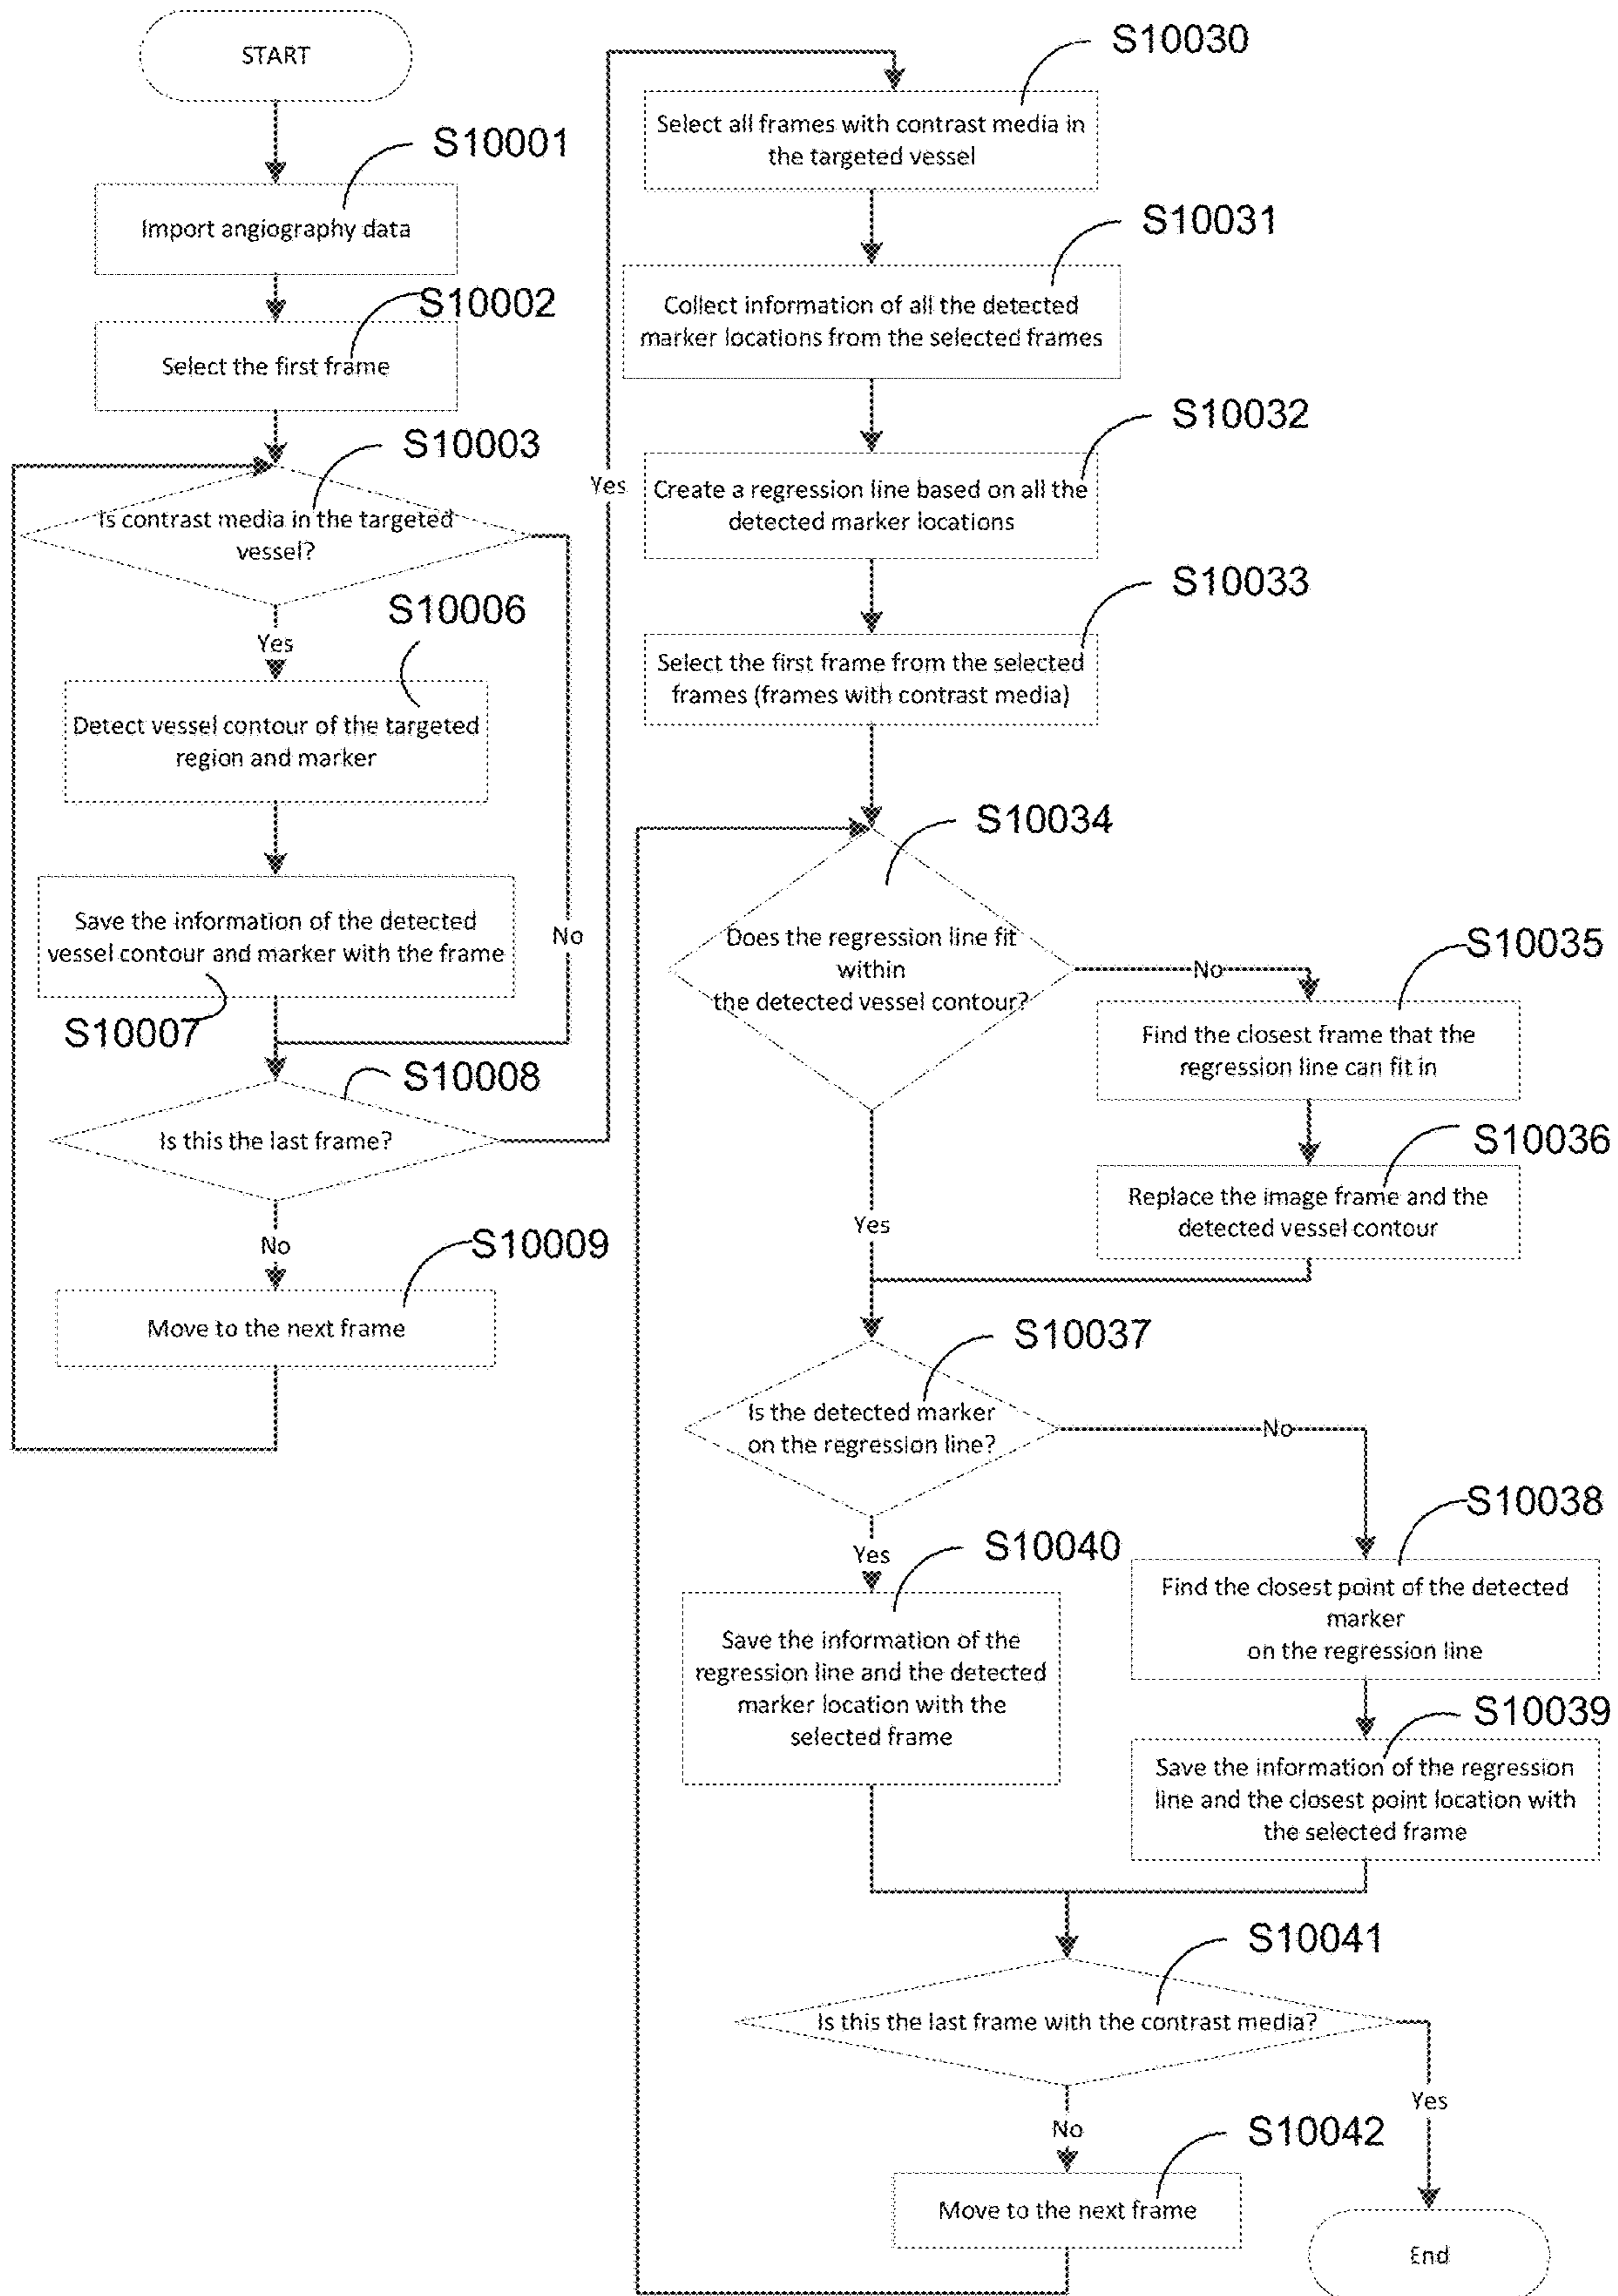 START
S10001
Import angiography data
S10002
Select the first frame
S10003
Is contrast media in the targeted
vessel?
S10006
Yes
Detect vessel contour of the targeted
region and marker
Save the information of the detected
vessel contour and marker with the frame
No
S10007
S10008
Is this the last frame?
No
S10009
Move to the next frame
Yes
S10030
Select all frames with contrast media in
the targeted vessel
S10031
Collect information of all the detected
marker locations from the selected frames
S10032
Create a regression line based on all the
detected marker locations
S10033
Select the first frame from the selected
frames (frames with contrast media)
S10034
Does the regression line fit
within
the detected vessel contour?
No
S10035
Find the closest frame that the
regression line can fit in
S10036
Replace the image frame and the
detected vessel contour
Yes
S10037
Is the detected marker
on the regression line?
No
S10038
Find the closest point of the detected
marker
on the regression line
S10039
Save the information of the regression
line and the closest point location with
the selected frame
Yes
S10040
Save the information of the
regression line and the detected
marker location with the
selected frame
S10041
Is this the last frame with the contrast media?
Yes
No
S10042
Move to the next frame
End